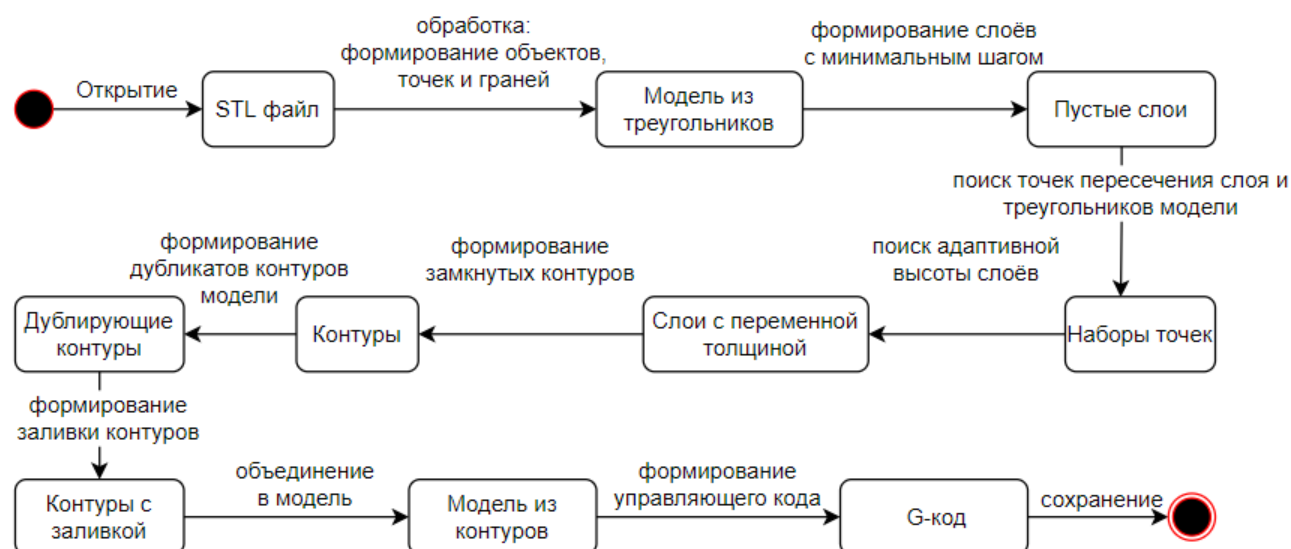 Открытие
STL файл
обработка:
формирование объектов,
точек и граней
Модель из
треугольников
формирование слоёв
с минимальным шагом
Пустые слои
поиск точек пересечения слоя и
треугольников модели
Наборы точек
поиск адаптивной
высоты слоёв
Слои с переменной
толщиной
формирование
замкнутых контуров
Контуры
формирование
дубликатов контуров
модели
Дублирующие
контуры
формирование
заливки контуров
Контуры с
заливкой
объединение
в модель
Модель из
контуров
формирование
управляющего кода
G-код
сохранение